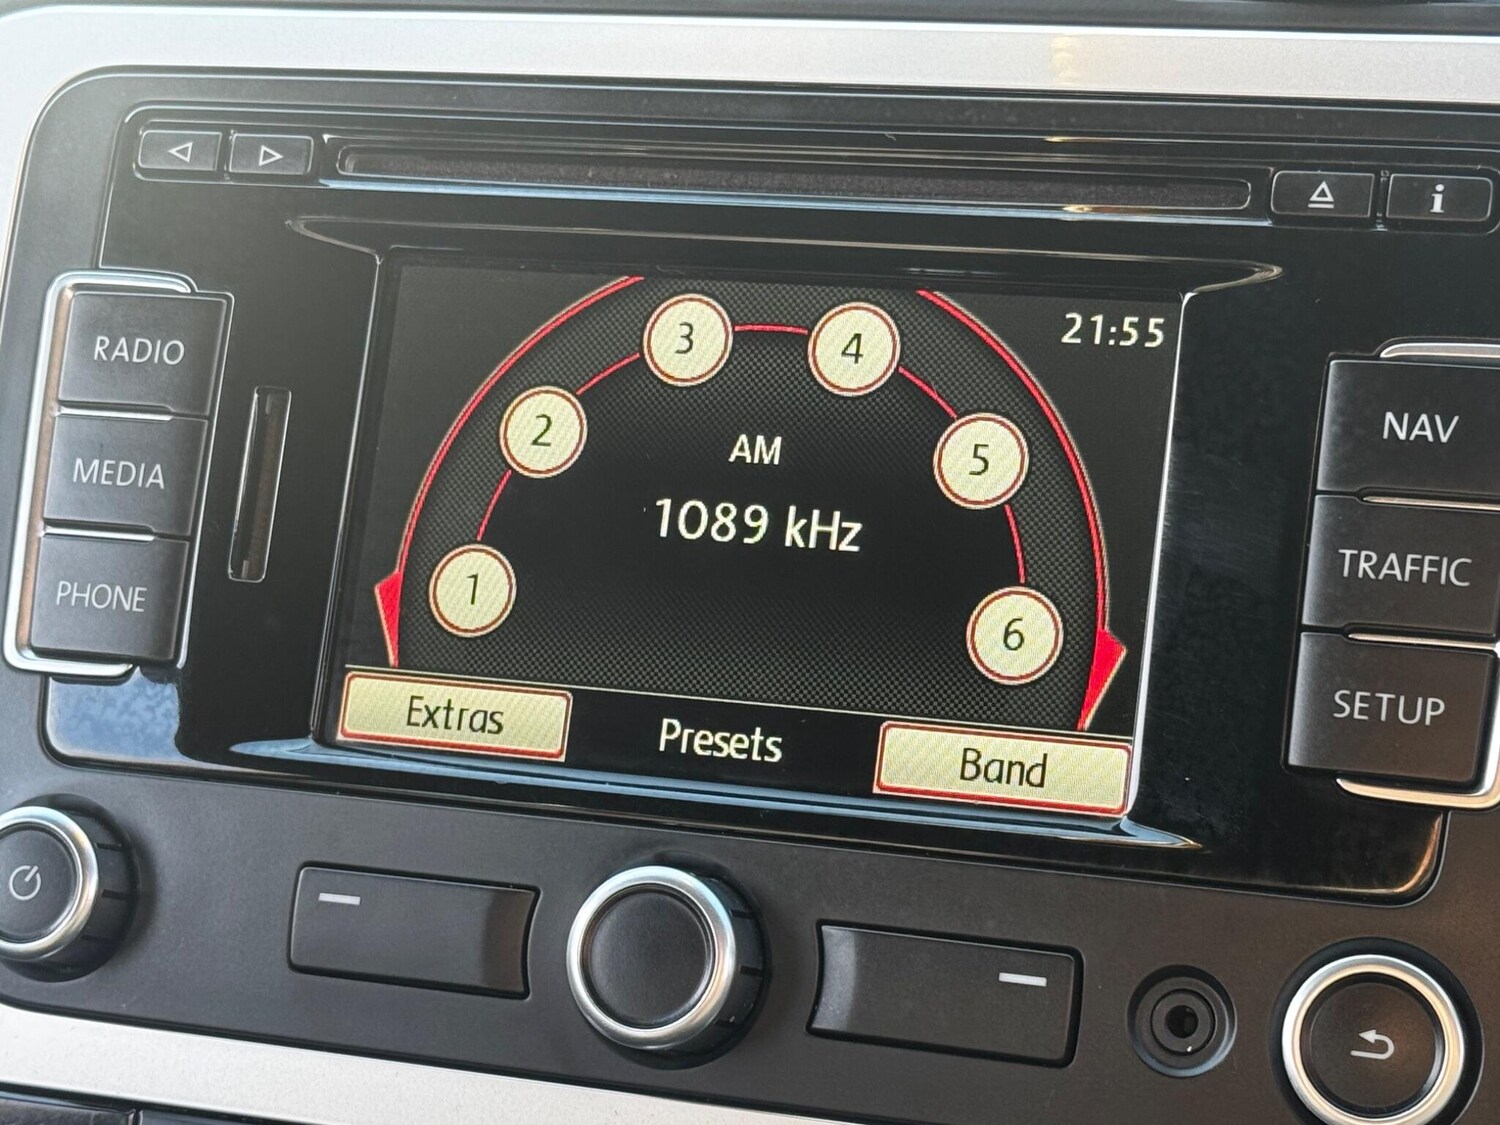 i
RADIO
MEDIA
PHONE
21:55
1
2
3
4
5
6
AM
1089 kHz
Extras
Presets
Band
NAV
TRAFFIC
SETUP